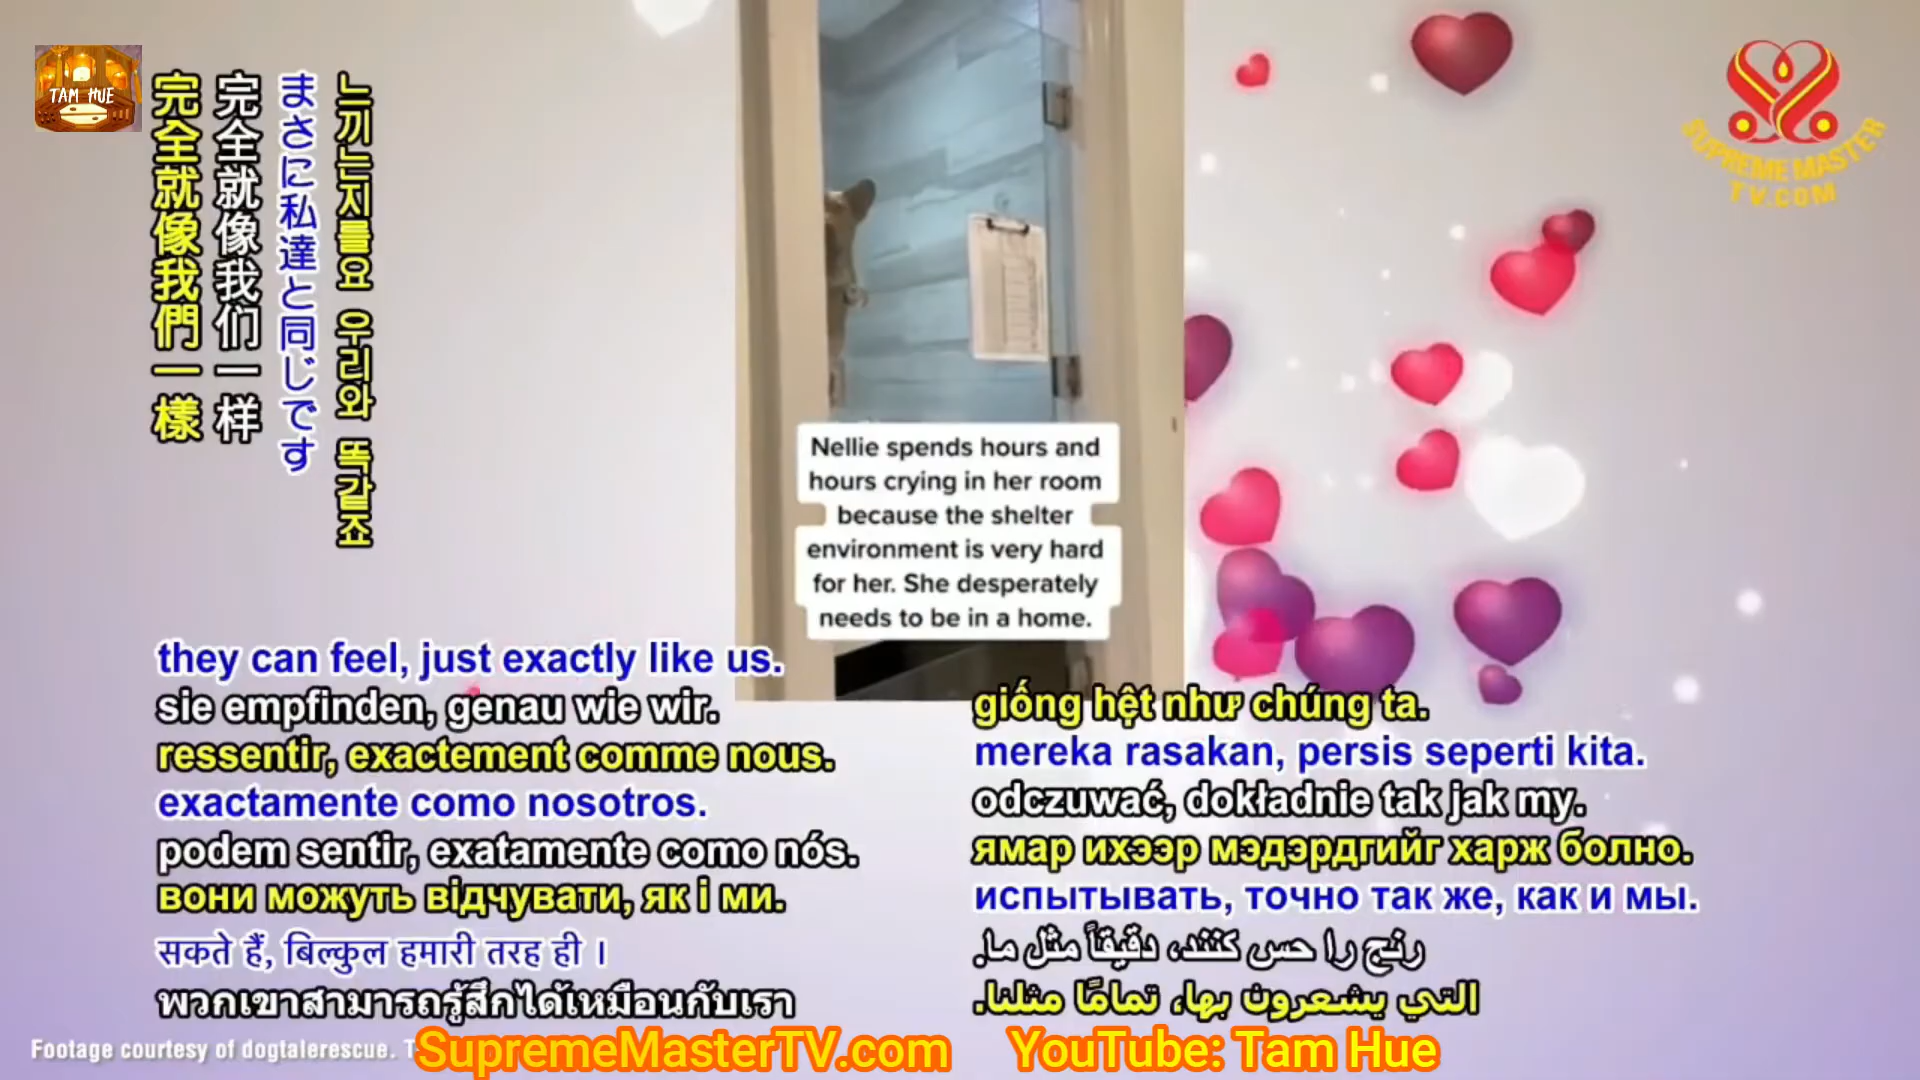 TAM HUE
完全就像我們一樣
完全就像我们一样
まさに私達と同じです
느끼는지를요 우리와 똑같죠
SUPREME MASTER
TV.COM
Nellie spends hours and
hours crying in her room
because the shelter
environment is very hard
for her. She desperately
needs to be in a home.
they can feel, just exactly like us.
sie empfinden, genau wie wir.
ressentir, exactement comme nous.
exactamente como nosotros.
podem sentir, exatamente como nós.
вони можуть відчувати, як і ми.
सकते हैं, बिल्कुल हमारी तरह ही ।
พวกเขาสามารถรู้สึกได้เหมือนกับเรา
giống hệt như chúng ta.
mereka rasakan, persis seperti kita.
odczuwać, dokładnie tak jak my.
ямар ихээр мэдэрдгийг харж болно.
испытывать, точно так же, как и мы.
رنج را حس کنند، دقیقاً مثل ما.
التي يشعرون بها، تمامًا مثلنا.
Footage courtesy of dogtalerescue.
SupremeMasterTV.com
YouTube: Tam Hue